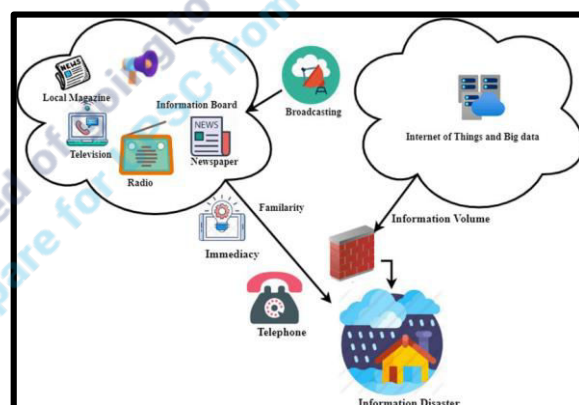 NEWS
Local Magazine
Information Board
Television
Radio
NEWS
Newspaper
Broadcasting
Internet of Things and Big data
Familarity
Immediacy
Information Volume
Telephone
Information Disaster